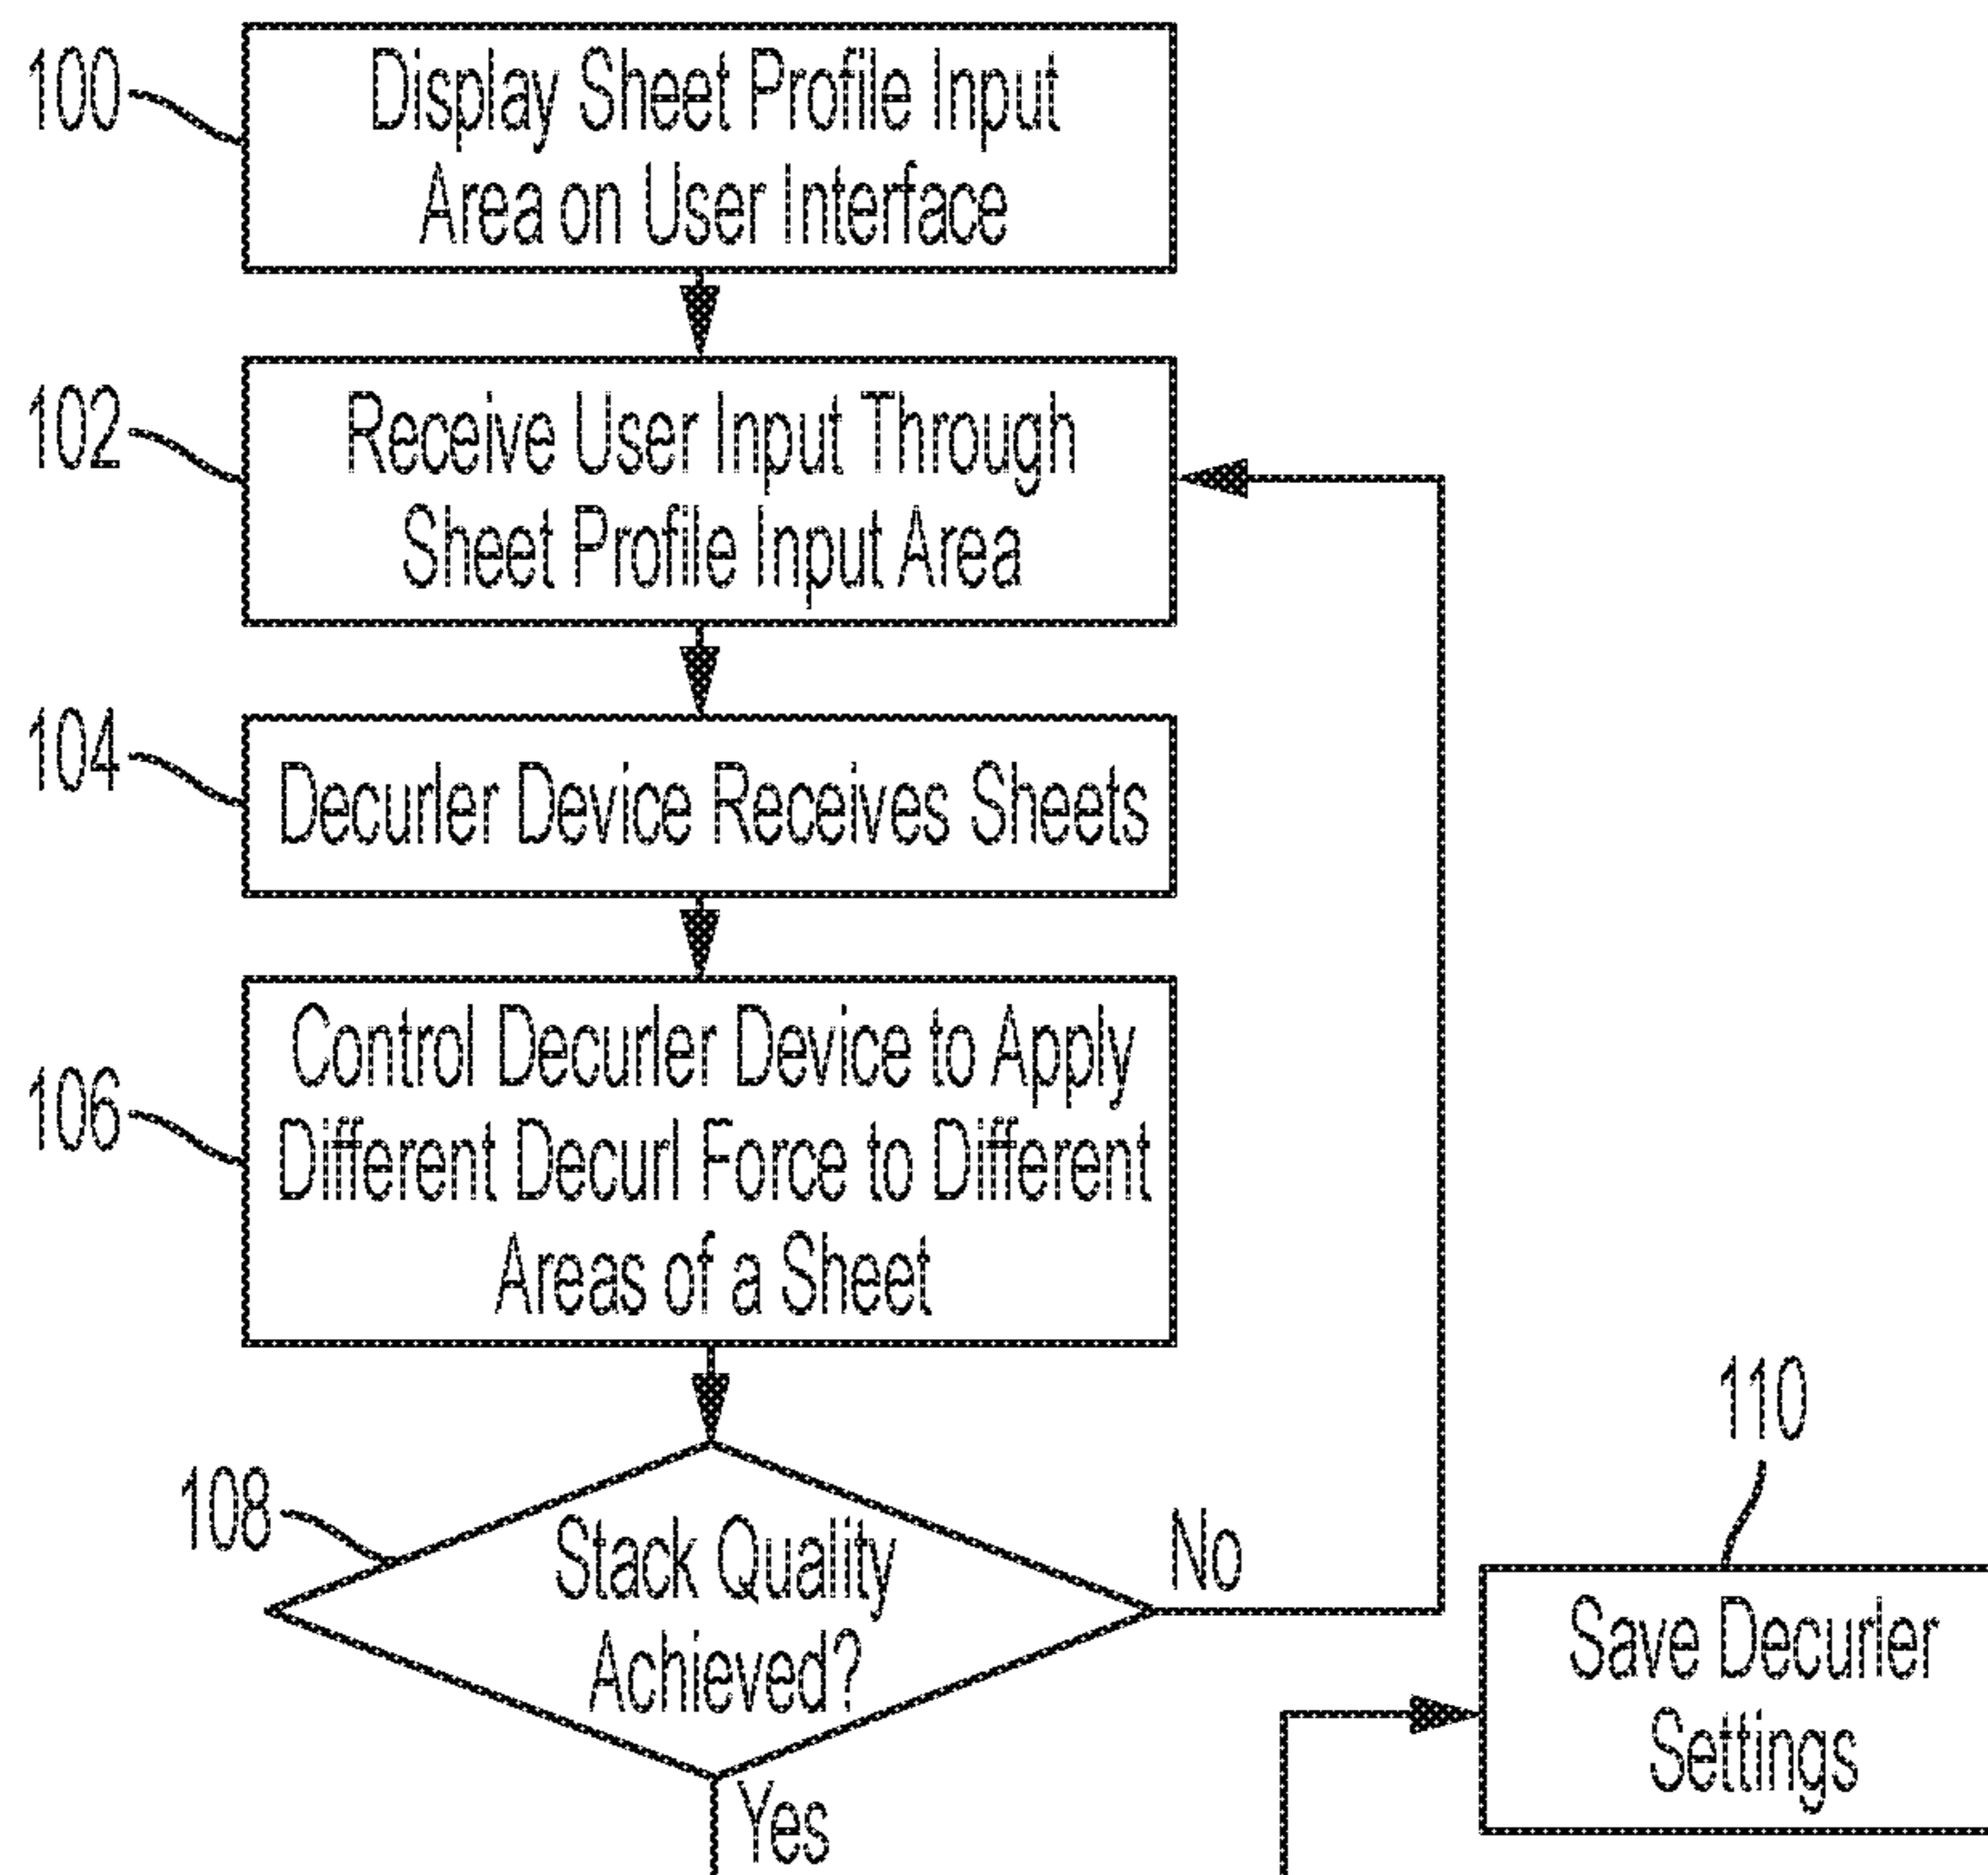 100
Display Sheet Profile Input
Area on User Interface
102
Receive User Input Through
Sheet Profile Input Area
104
Decurler Device Receives Sheets
106
Control Decurler Device to Apply
Different Decurl Force to Different
Areas of a Sheet
108
Stack Quality
Achieved?
No
Yes
110
Save Decurler
Settings